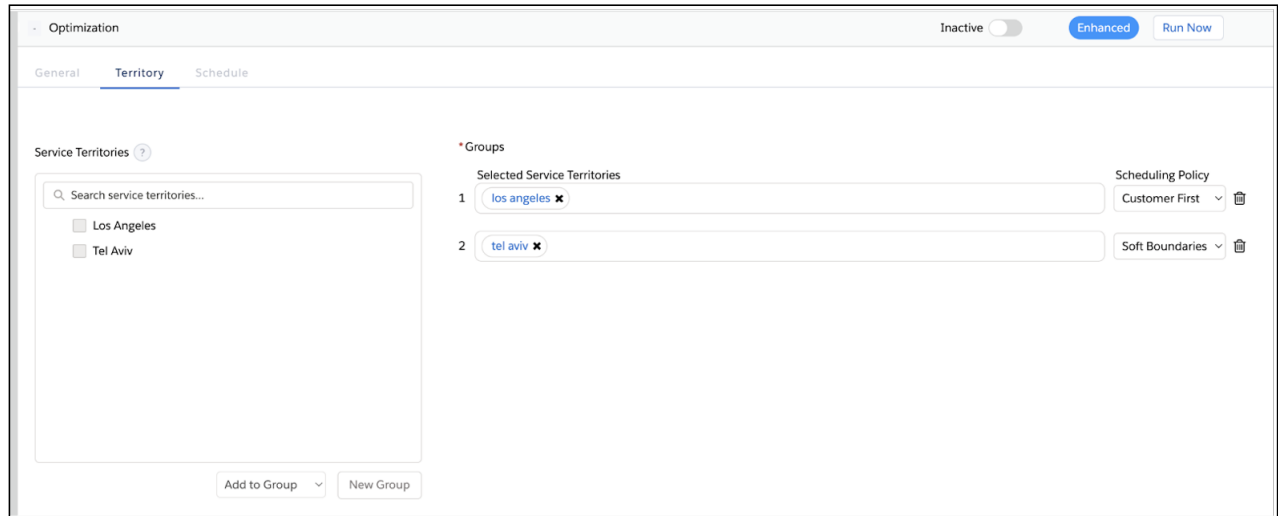 Optimization Inactive Enhanced Run Now
General Territory Schedule
Service Territories ?
Search service territories...
Los Angeles
Tel Aviv
Add to Group New Group
*Groups
Selected Service Territories Scheduling Policy
1 los angeles ✖ Customer First
2 tel aviv ✖ Soft Boundaries